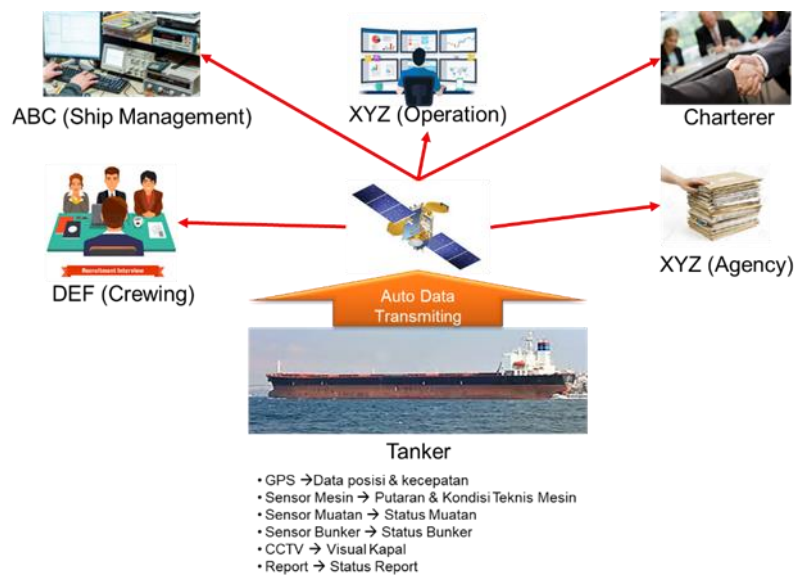 ABC (Ship Management)
XYZ (Operation)
Charterer
Recruitment Interview
DEF (Crewing)
XYZ (Agency)
Auto Data
Transmiting
Tanker
• GPS →Data posisi & kecepatan
• Sensor Mesin → Putaran & Kondisi Teknis Mesin
• Sensor Muatan → Status Muatan
• Sensor Bunker → Status Bunker
• CCTV → Visual Kapal
• Report → Status Report